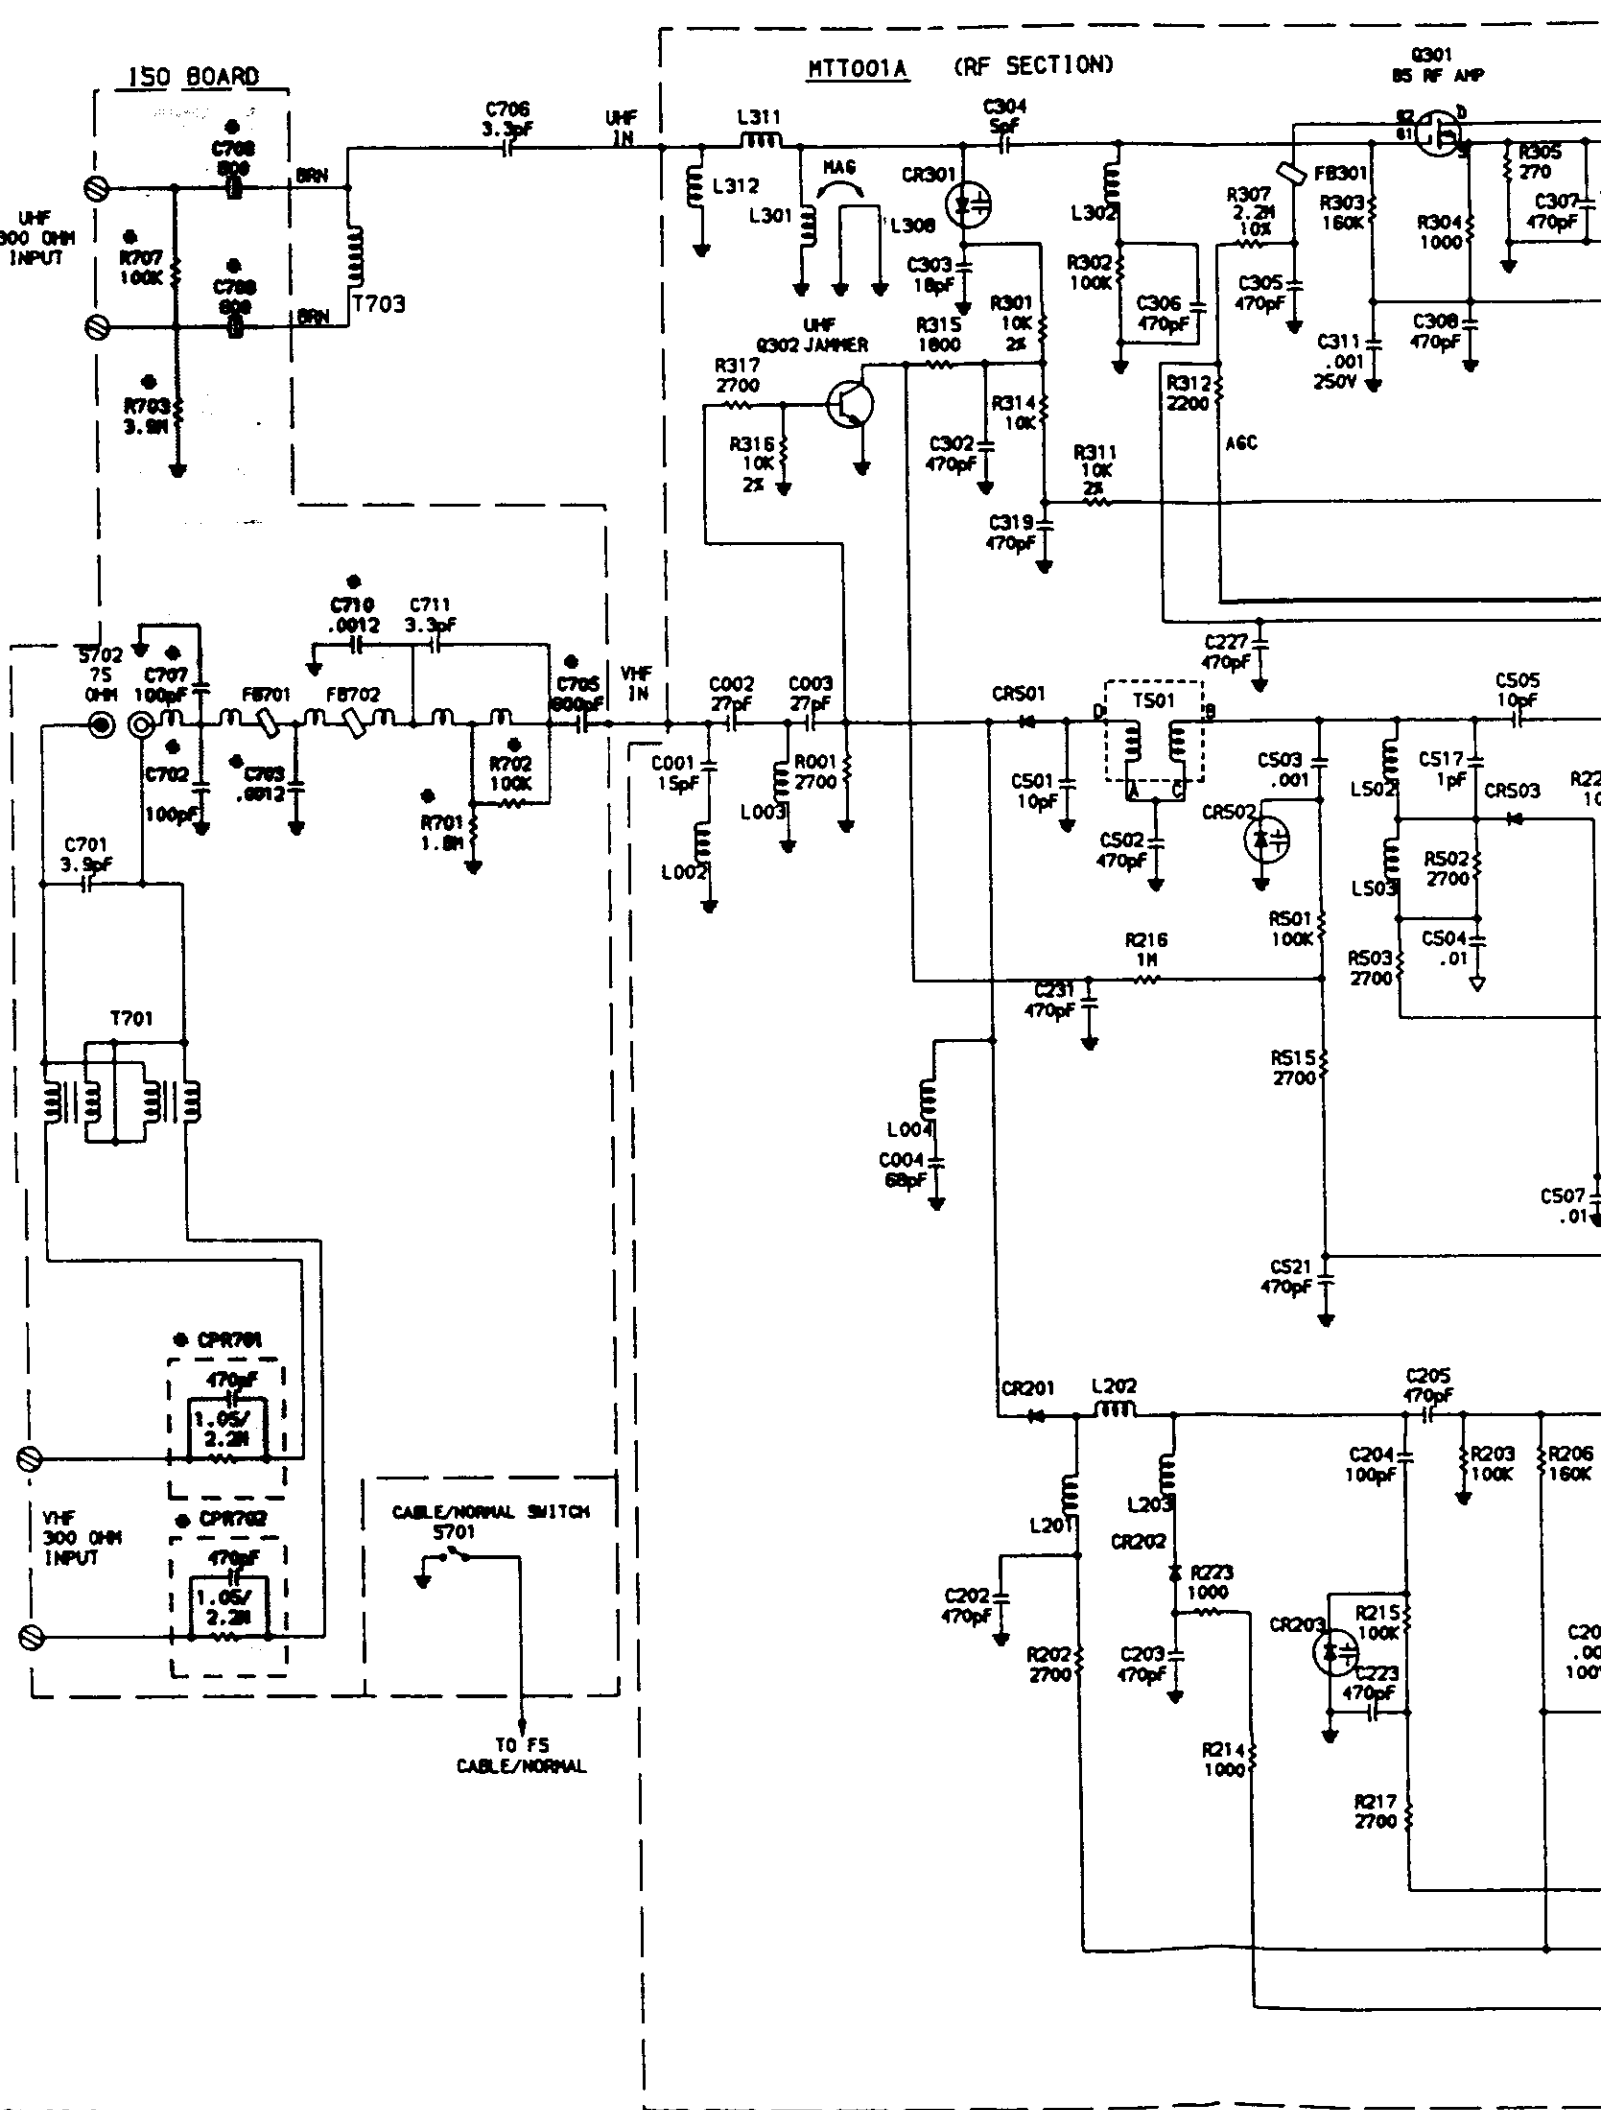 ISO BOARD
MTT001A (RF SECTION)
Q301
B5 RF AMP
C706
3.3pF
UHF
IN
L311
C304
5pF
G2
D
G1
BRN
L312
MAG
CR301
FB301
R305
270
UHF
300 OHM
INPUT
R707
100K
L301
L308
L302
R307
2.2M
10%
R303
160K
R304
1000
C307
470pF
BRN
T703
C303
18pF
R302
100K
C306
470pF
C305
470pF
R301
10K
2%
R315
1800
UHF
Q302 JAMMER
C311
.001
250V
C308
470pF
R317
2700
R312
2200
R703
3.9M
R314
10K
R316
10K
2%
C302
470pF
R311
10K
2%
AGC
C319
470pF
C710
.0012
C711
3.3pF
S702
75
OHM
C707
100pF
FB701
FB702
C705
VHF
IN
C002
27pF
C003
27pF
CR501
C227
470pF
T501
D
B
C505
10pF
C702
100pF
C703
.0012
R702
100K
C001
15pF
R001
2700
L003
C501
10pF
A
C
C503
.001
L502
C517
1pF
CR503
R22
10
CR502
R701
1.8M
C502
470pF
C701
3.9pF
L002
R502
2700
L503
R501
100K
C504
.01
R503
2700
R216
1M
C231
470pF
T701
R515
2700
L004
C004
68pF
C507
.01
C521
470pF
CPR701
470pF
1.05/
2.2M
CR201
L202
C205
470pF
C204
100pF
R203
100K
R206
160K
CABLE/NORMAL SWITCH
S701
L201
L203
CR202
CPR702
VHF
300 OHM
INPUT
470pF
1.05/
2.2M
R223
1000
C202
470pF
CR203
R215
100K
C20
.00
100V
R202
2700
C203
470pF
C223
470pF
TO F5
CABLE/NORMAL
R214
1000
R217
2700